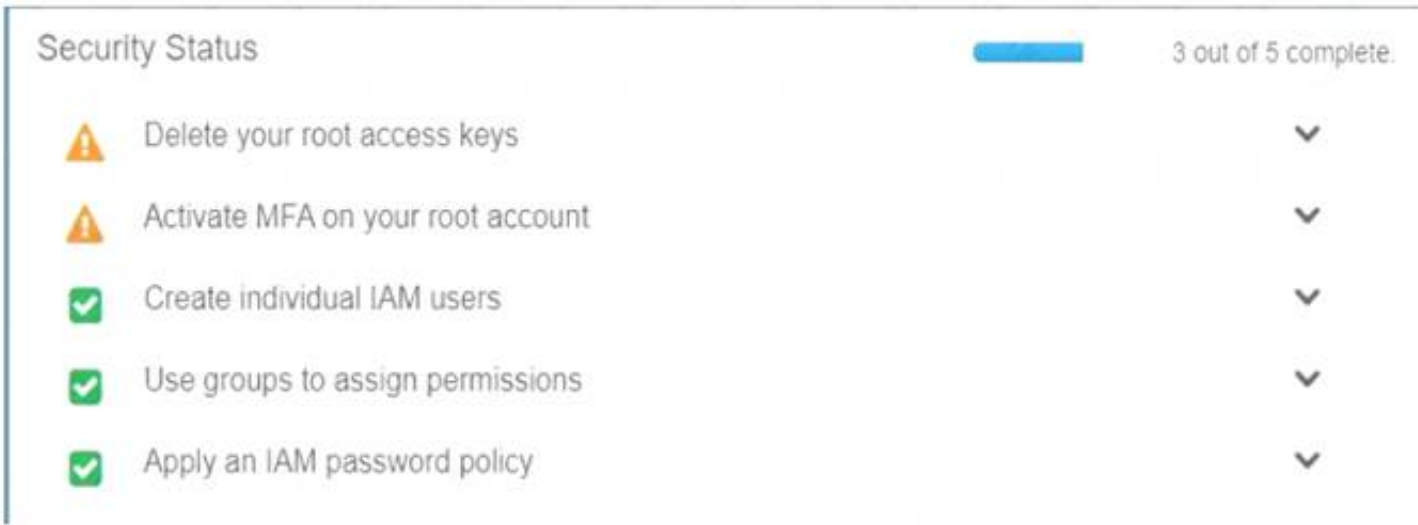 Security Status
3 out of 5 complete.
Delete your root access keys
Activate MFA on your root account
Create individual IAM users
Use groups to assign permissions
Apply an IAM password policy